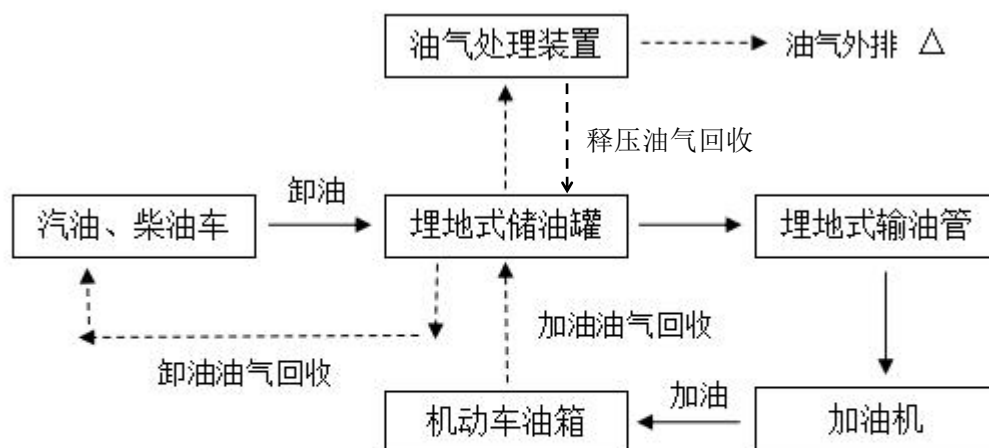 油气处理装置
油气外排 △
释压油气回收
卸油
汽油、柴油车
埋地式储油罐
埋地式输油管
加油油气回收
卸油油气回收
加油
机动车油箱
加油机